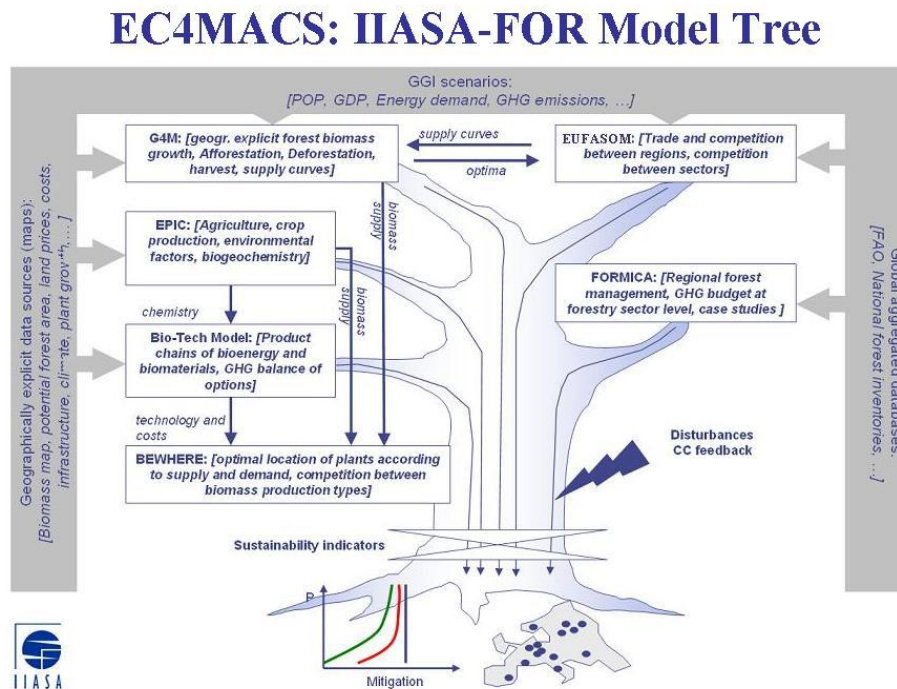 EC4MACS: IIASA-FOR Model Tree
GGI scenarios:
[POP, GDP, Energy demand, GHG emissions, ...]
G4M: [geogr. explicit forest biomass
growth, Afforestation, Deforestation,
harvest, supply curves]
supply curves
optima
EUFASOM: [Trade and competition
between regions, competition
between sectors]
EPIC: [Agriculture, crop
production, environmental
factors, biogeochemistry]
biomass
supply
biomass
supply
FORMICA: [Regional forest
management, GHG budget at
forestry sector level, case studies ]
chemistry
Bio-Tech Model: [Product
chains of bioenergy and
biomaterials, GHG balance of
options]
technology and
costs
BEWHERE: [optimal location of plants according
to supply and demand, competition between
biomass production types]
Disturbances
CC feedback
Sustainability indicators
P
Mitigation
Geographically explicit data sources (maps):
[Biomass map, potential forest area, land prices, costs,
infrastructure, climate, plant growth, ...]
Global aggregated databases:
[FAO, National forest inventories, ...]
IIASA